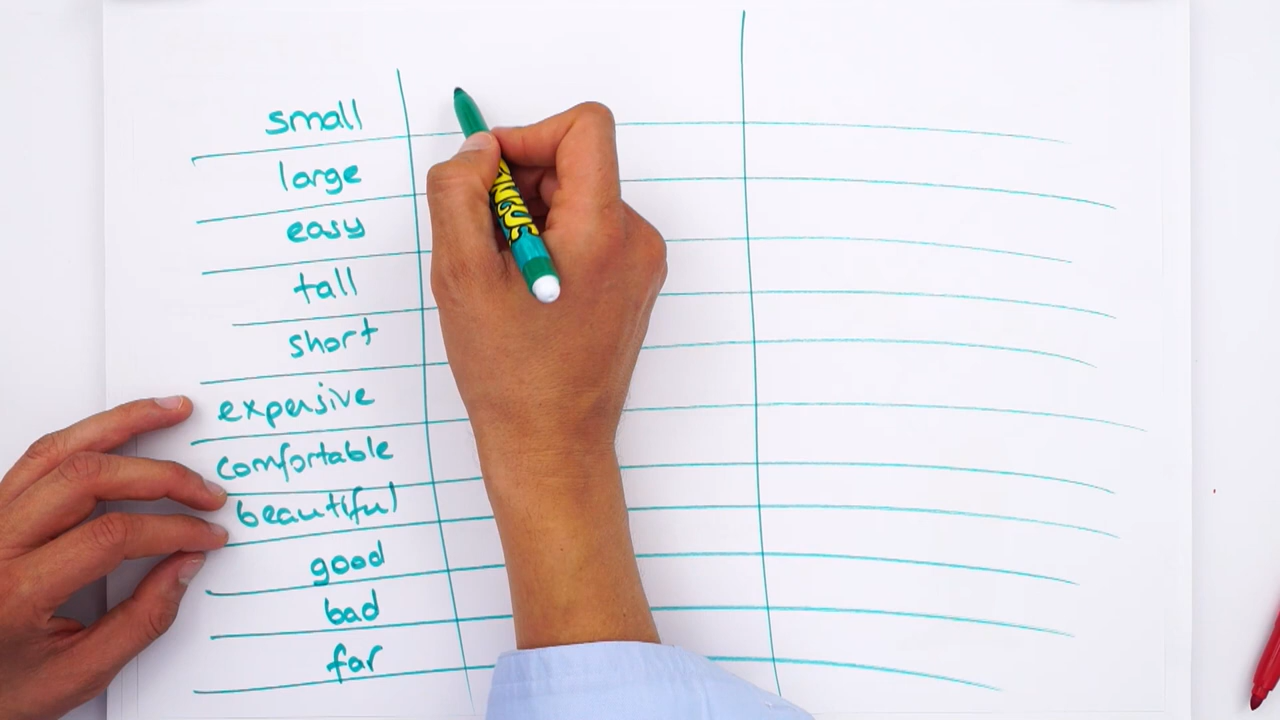 small
large
easy
tall
short
expensive
comfortable
beautiful
good
bad
far